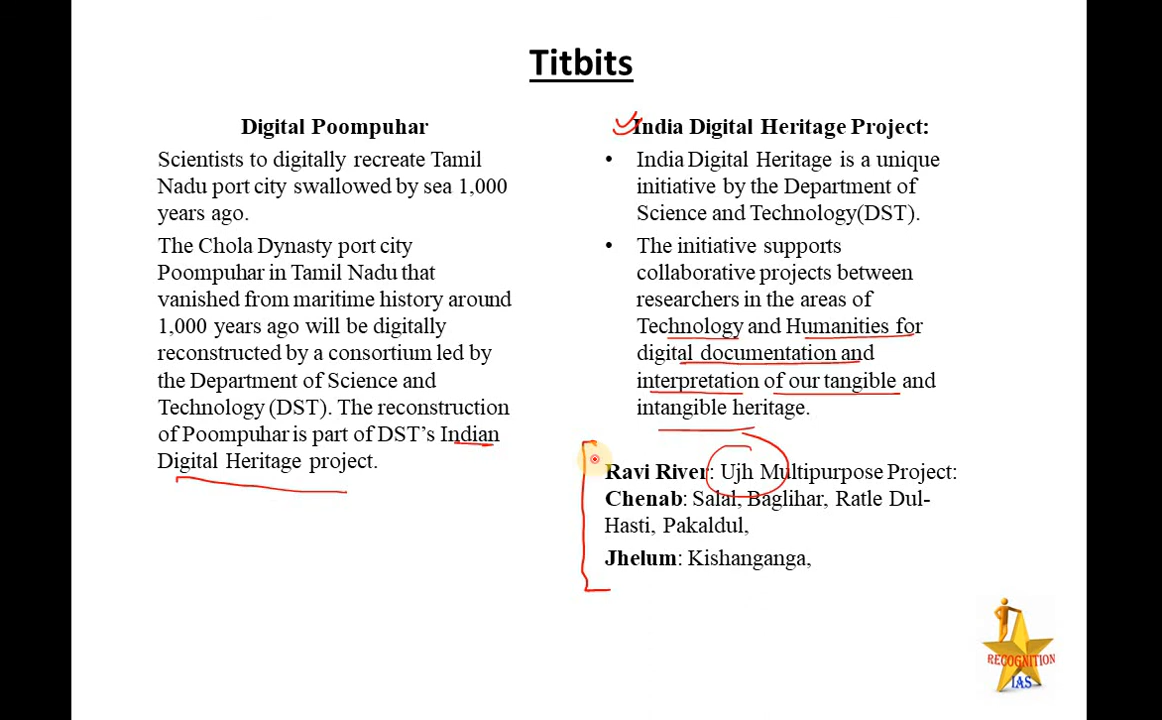 Titbits
Digital Poompuhar
Scientists to digitally recreate Tamil
Nadu port city swallowed by sea 1,000
years ago.
The Chola Dynasty port city
Poompuhar in Tamil Nadu that
vanished from maritime history around
1,000 years ago will be digitally
reconstructed by a consortium led by
the Department of Science and
Technology (DST). The reconstruction
of Poompuhar is part of DST’s Indian
Digital Heritage project.
India Digital Heritage Project:
• India Digital Heritage is a unique
initiative by the Department of
Science and Technology(DST).
• The initiative supports
collaborative projects between
researchers in the areas of
Technology and Humanities for
digital documentation and
interpretation of our tangible and
intangible heritage.
Ravi River: Ujh Multipurpose Project:
Chenab: Salal, Baglihar, Ratle Dul-
Hasti, Pakaldul,
Jhelum: Kishanganga,
RECOGNITION
IAS